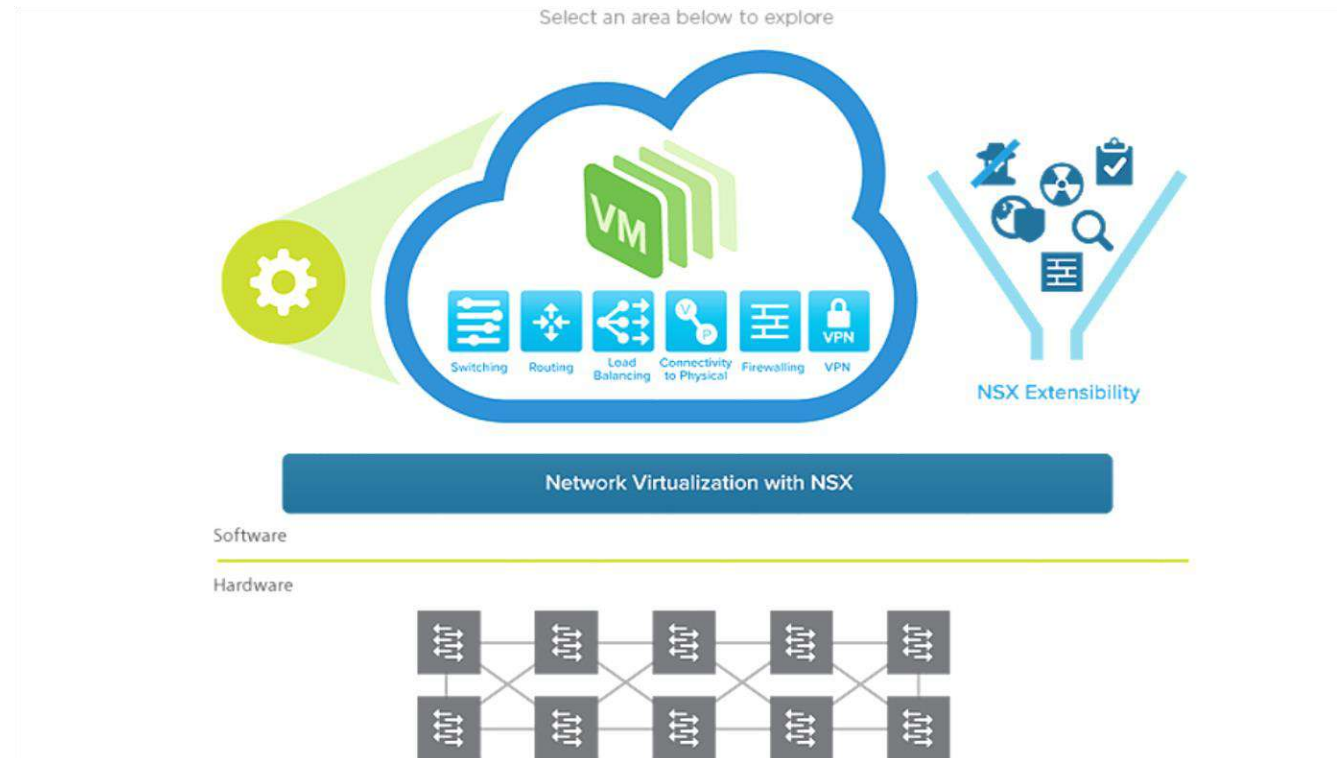 Select an area below to explore
VM
V
P
VPN
Switching
Routing
Load
Balancing
Connectivity
to Physical
Firewalling
VPN
NSX Extensibility
Network Virtualization with NSX
Software
Hardware